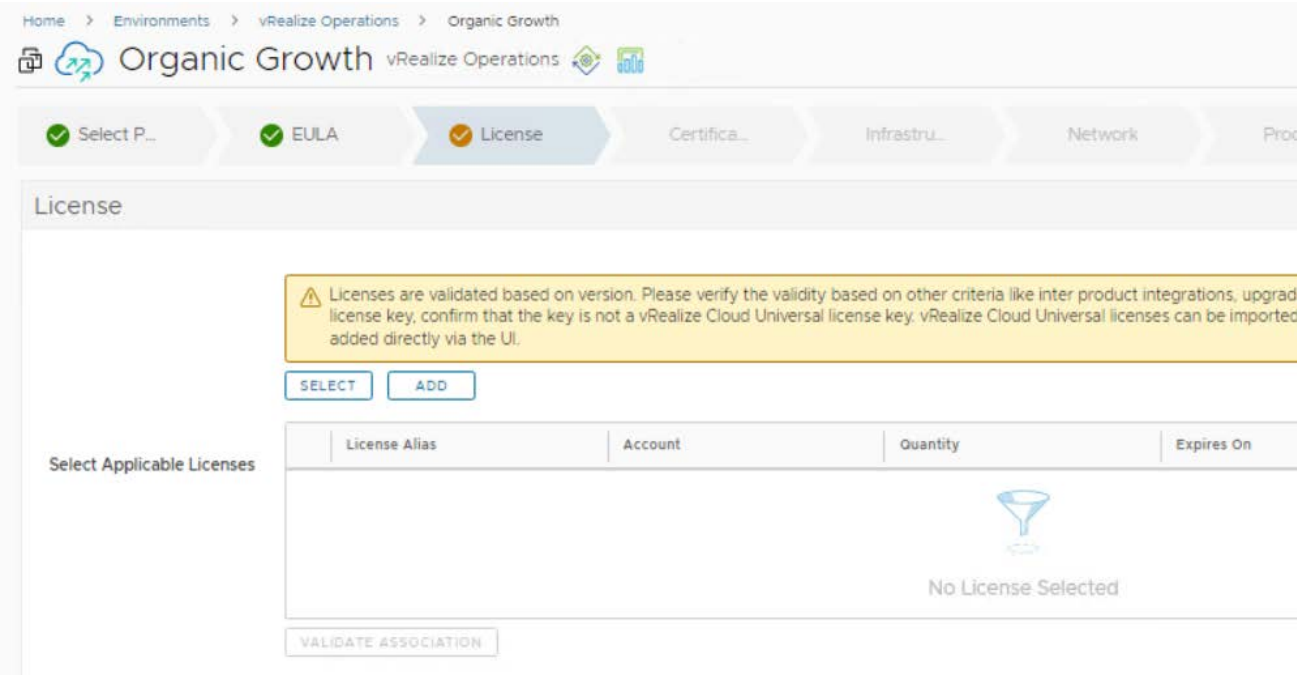 Home > Environments > vRealize Operations > Organic Growth
Organic Growth vRealize Operations
Select P... EULA License Certifica... Infrastru... Network Proc
License
Licenses are validated based on version. Please verify the validity based on other criteria like inter product integrations, upgrad
license key, confirm that the key is not a vRealize Cloud Universal license key. vRealize Cloud Universal licenses can be imported
added directly via the UI.
SELECT ADD
License Alias Account Quantity Expires On
Select Applicable Licenses
No License Selected
VALIDATE ASSOCIATION